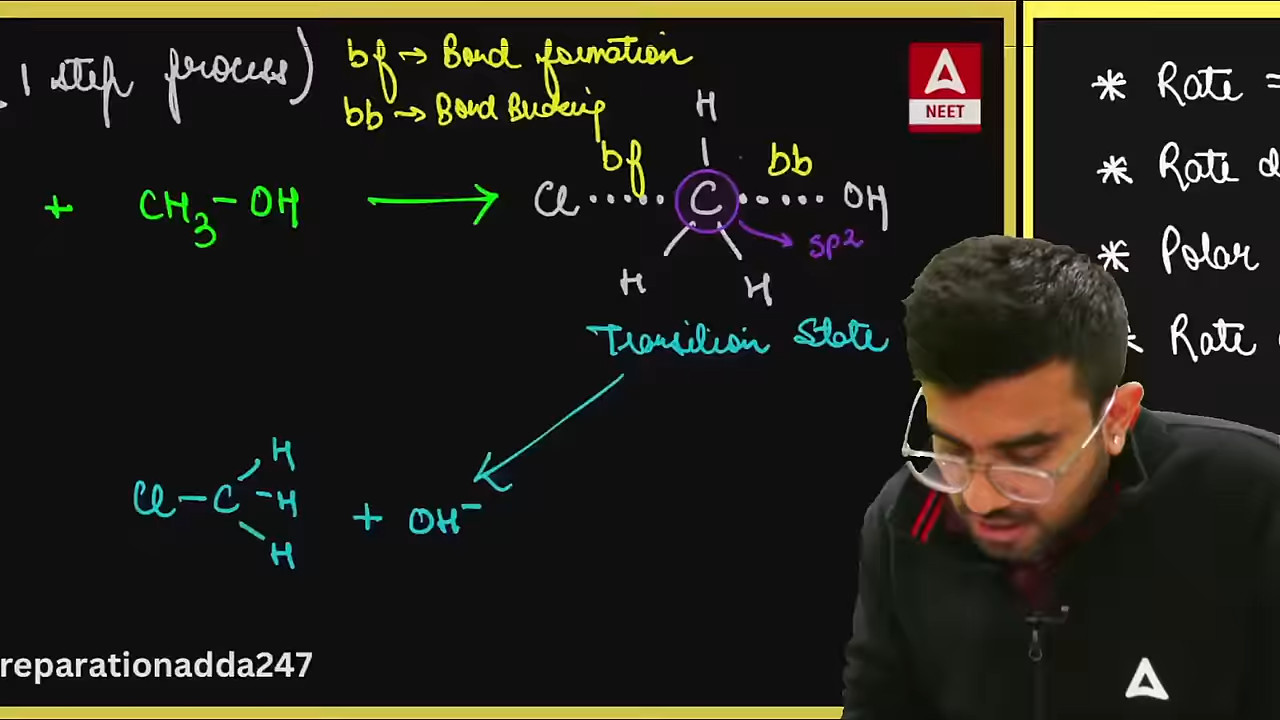 1 step process)
bf → Bond formation
bb → Bond Breaking
NEET
+ CH3-OH → Cl.....C.....OH
bf
bb
H
H
H
sp2
Transition State
Cl-C-H + OH-
H
H
* Rate =
* Rate d
* Polar
* Rate
reparationadda247